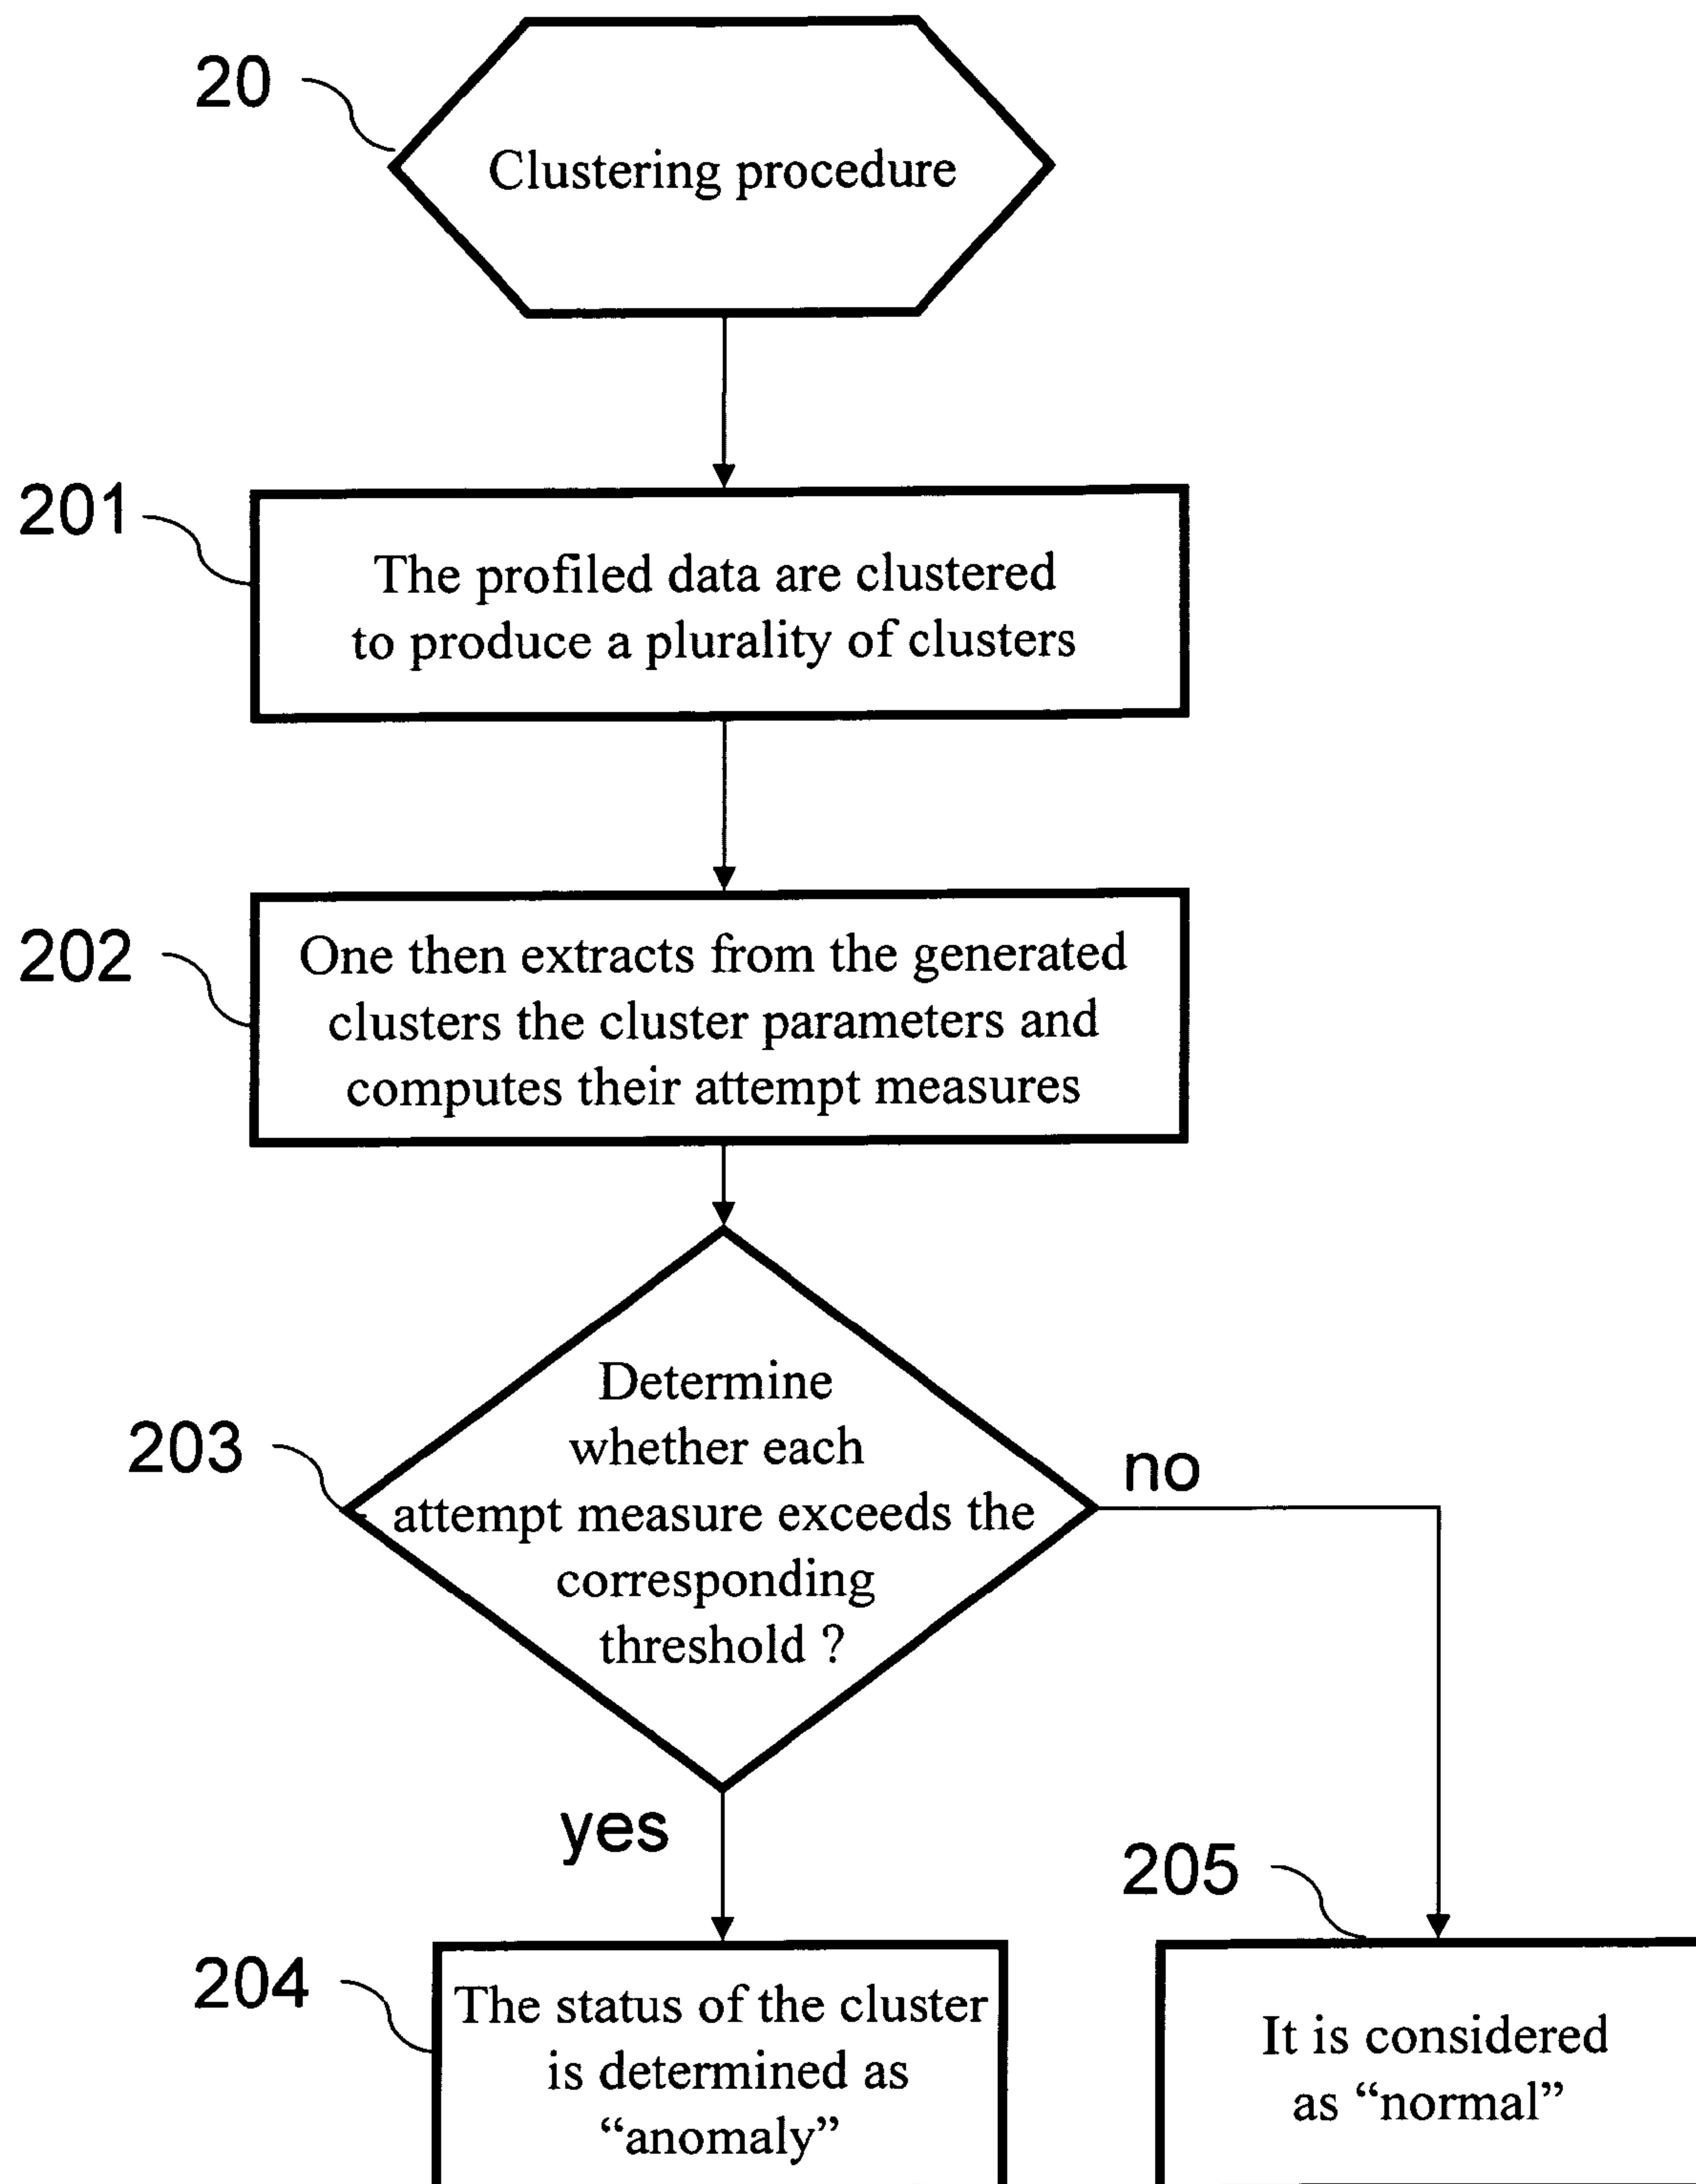 20
Clustering procedure
201
The profiled data are clustered
to produce a plurality of clusters
202
One then extracts from the generated
clusters the cluster parameters and
computes their attempt measures
203
Determine
whether each
attempt measure exceeds the
corresponding
threshold ?
no
yes
204
The status of the cluster
is determined as
“anomaly”
205
It is considered
as “normal”